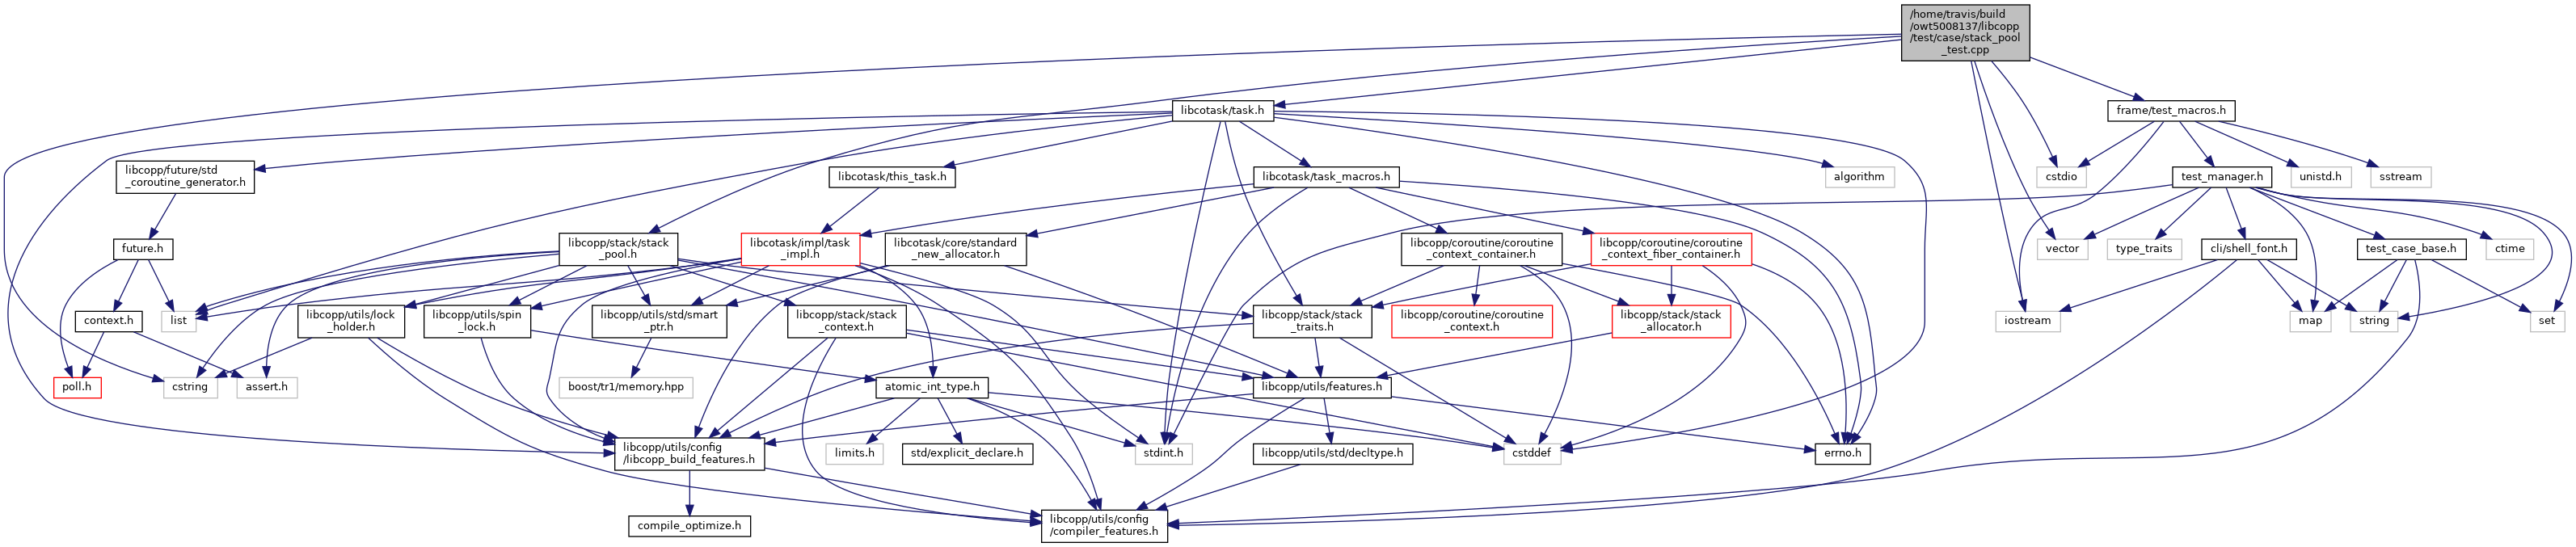 /home/travis/build
/owt5008137/libcopp
/test/case/stack_pool
_test.cpp
libcotask/task.h
frame/test_macros.h
libcopp/future/std
_coroutine_generator.h
libcotask/this_task.h
libcotask/task_macros.h
algorithm
cstdio
test_manager.h
unistd.h
sstream
future.h
libcopp/stack/stack
_pool.h
libcotask/impl/task
_impl.h
libcotask/core/standard
_new_allocator.h
libcopp/coroutine/coroutine
_context_container.h
libcopp/coroutine/coroutine
_context_fiber_container.h
vector
type_traits
cli/shell_font.h
test_case_base.h
ctime
context.h
list
libcopp/utils/lock
_holder.h
libcopp/utils/spin
_lock.h
libcopp/utils/std/smart
_ptr.h
libcopp/stack/stack
_context.h
libcopp/stack/stack
_traits.h
libcopp/coroutine/coroutine
_context.h
libcopp/stack/stack
_allocator.h
iostream
map
string
set
poll.h
cstring
assert.h
boost/tr1/memory.hpp
atomic_int_type.h
libcopp/utils/features.h
libcopp/utils/config
/libcopp_build_features.h
limits.h
std/explicit_declare.h
stdint.h
libcopp/utils/std/decltype.h
cstddef
errno.h
compile_optimize.h
libcopp/utils/config
/compiler_features.h